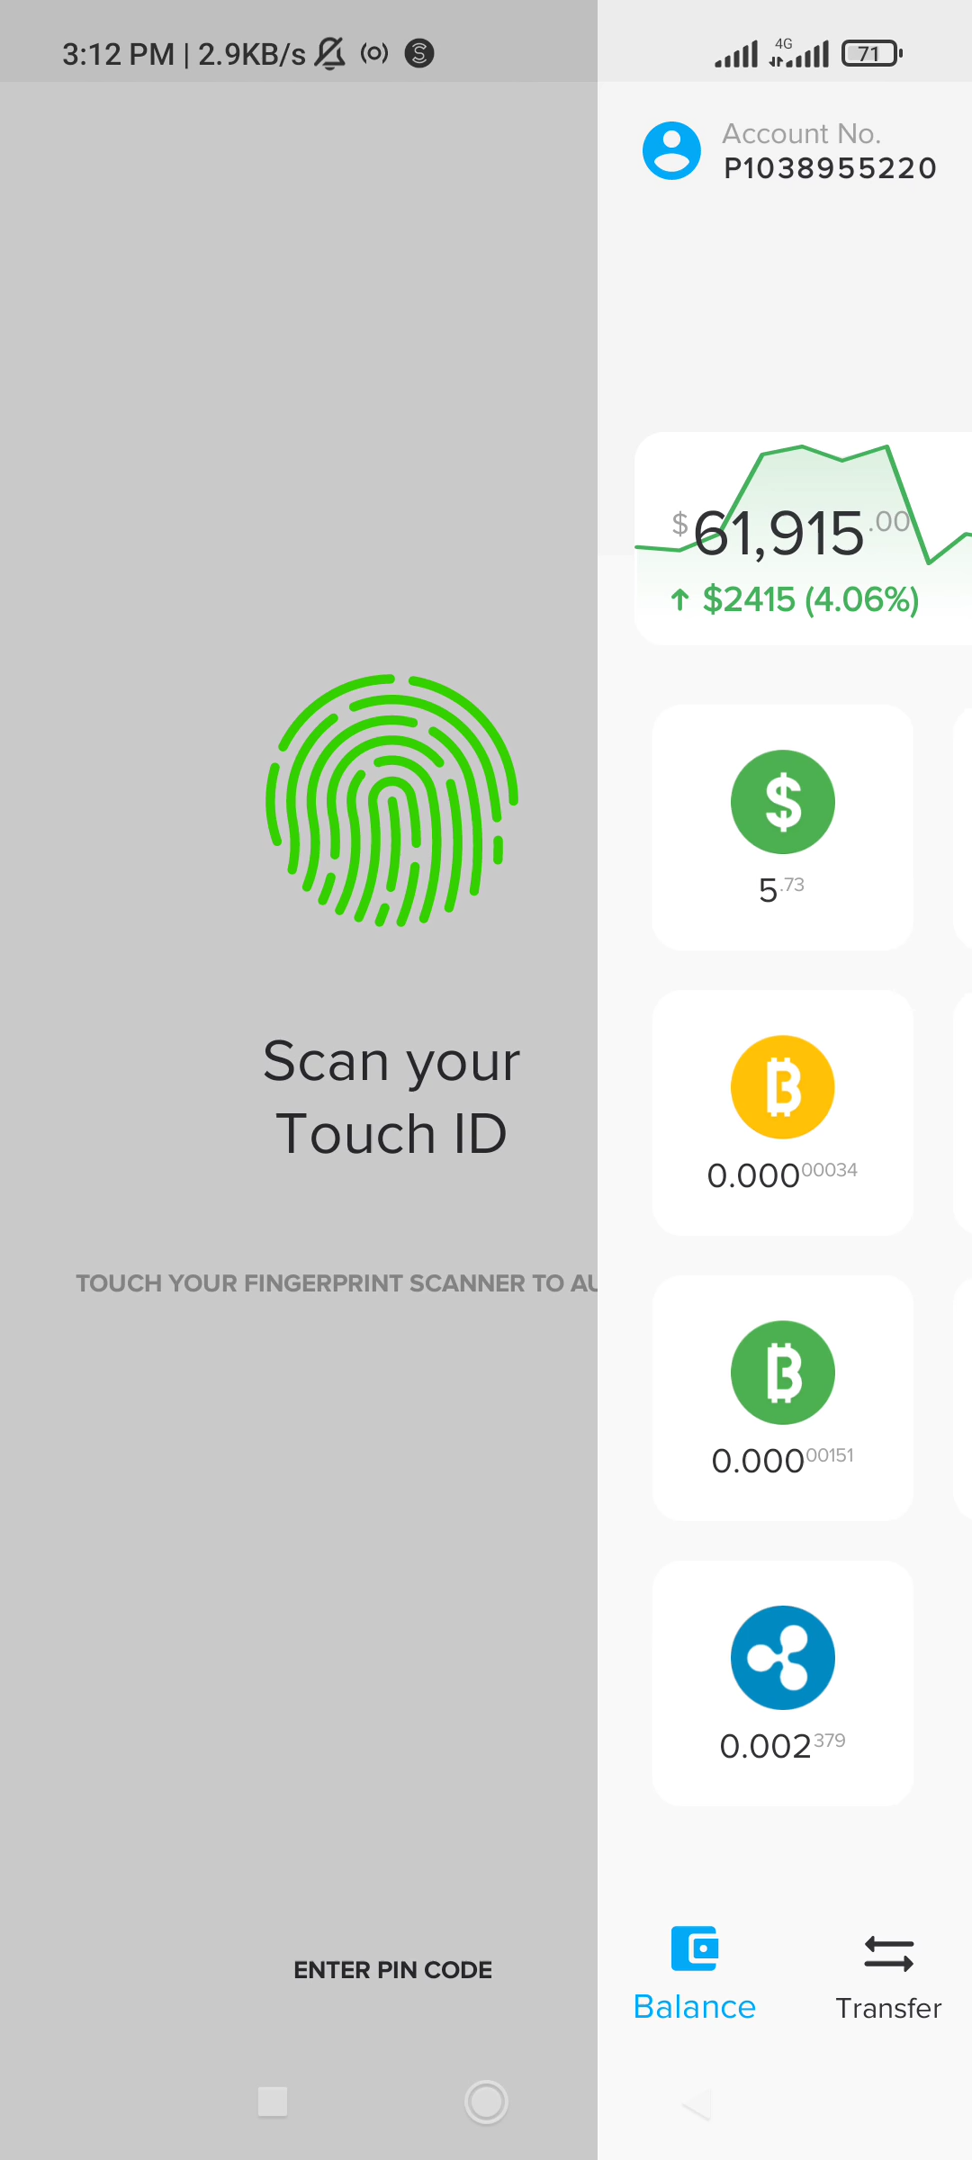 3:12 PM | 2.9KB/s
4G
71
Account No.
P1038955220
$61,915.00
↑ $2415 (4.06%)
5.73
0.00000034
0.00000151
0.002379
Scan your
Touch ID
TOUCH YOUR FINGERPRINT SCANNER TO AU
ENTER PIN CODE
Balance
Transfer